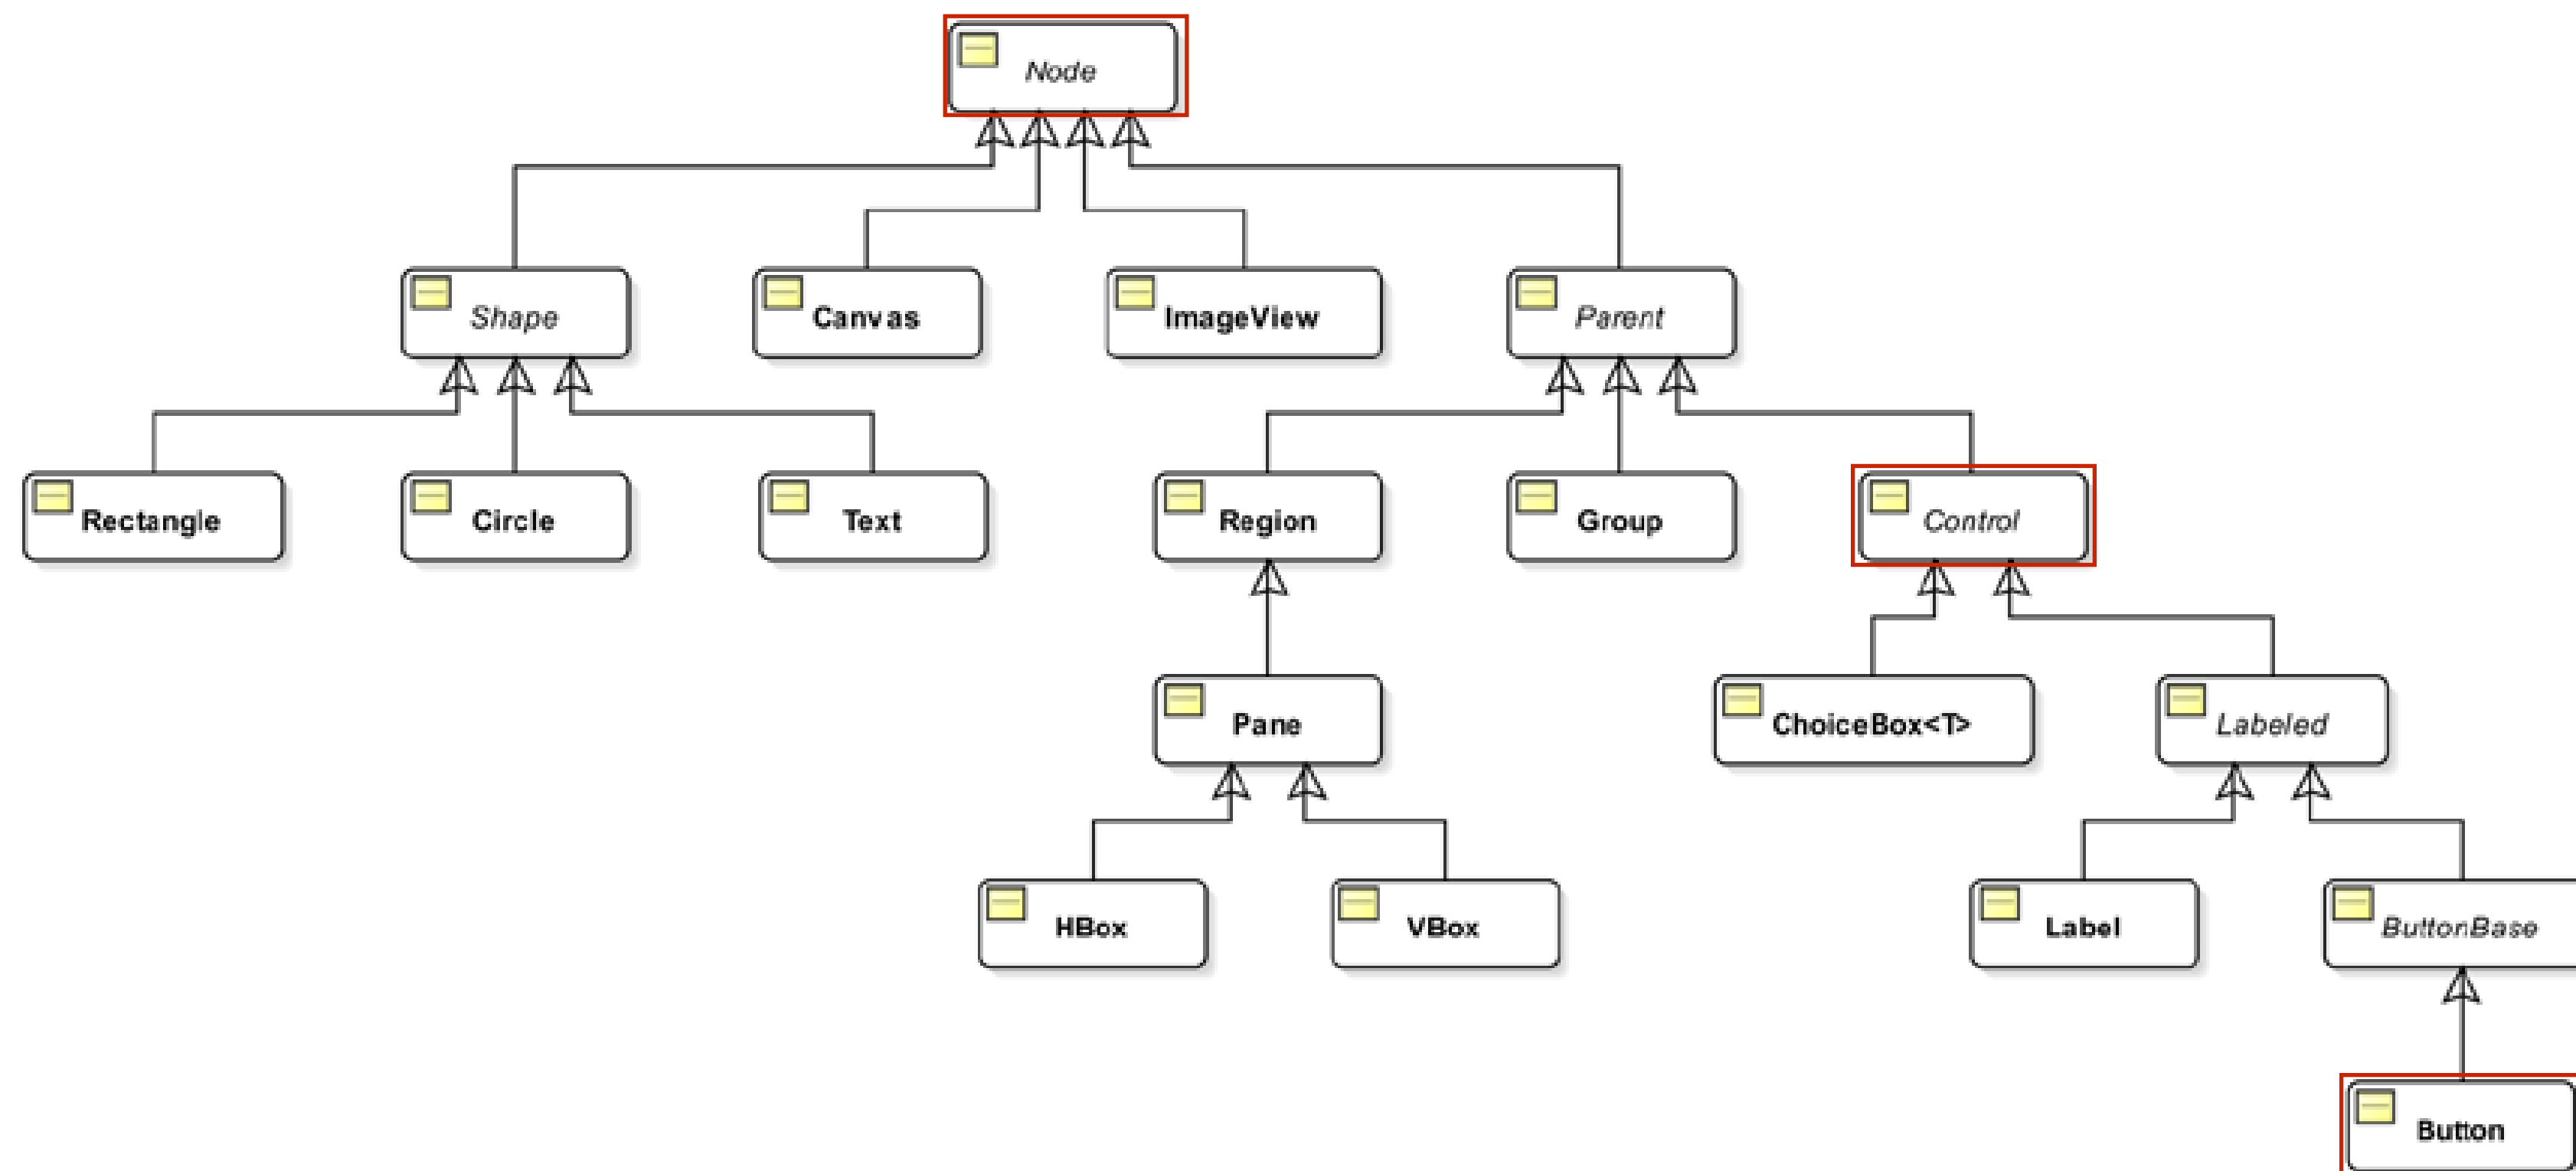 Node
Shape
Canvas
ImageView
Parent
Rectangle
Circle
Text
Region
Group
Control
Pane
ChoiceBox<T>
Labeled
HBox
VBox
Label
ButtonBase
Button